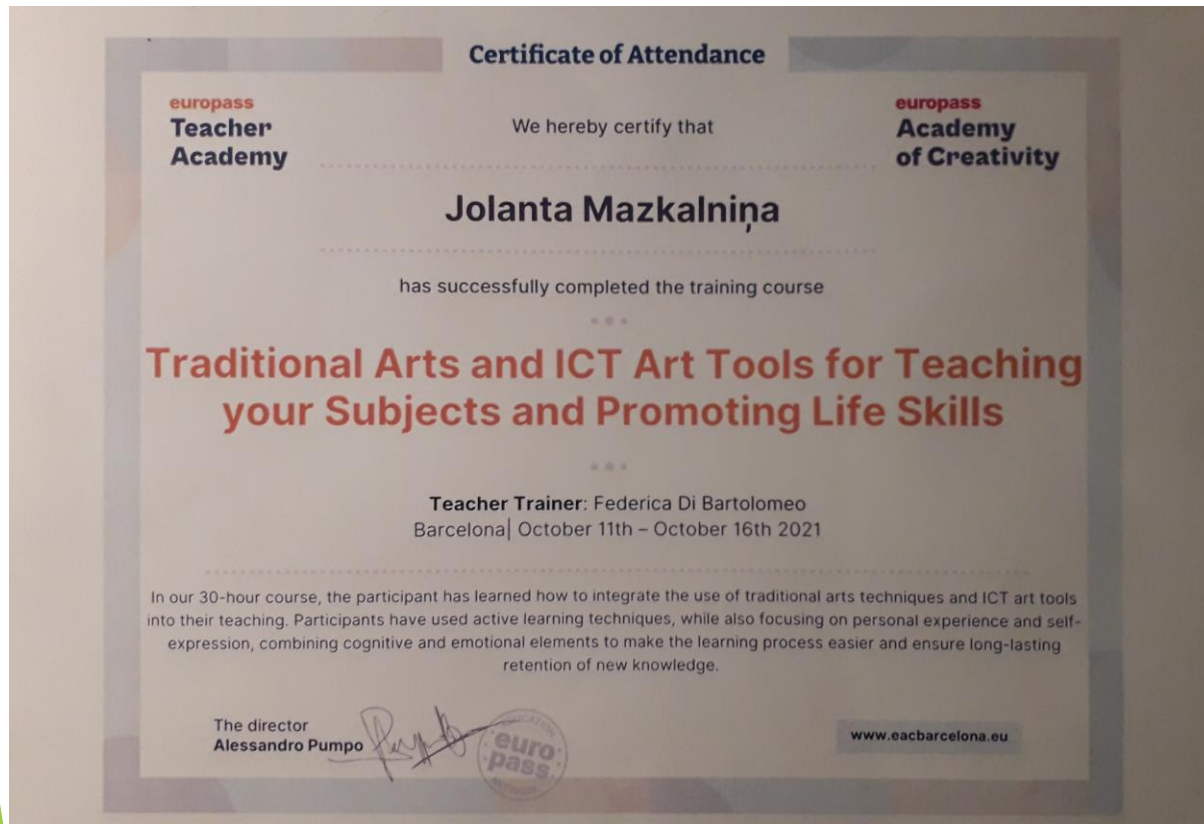 Certificate of Attendance
europass
Teacher
Academy
We hereby certify that
europass
Academy
of Creativity
Jolanta Mazkalniņa
has successfully completed the training course
Traditional Arts and ICT Art Tools for Teaching
your Subjects and Promoting Life Skills
Teacher Trainer: Federica Di Bartolomeo
Barcelona| October 11th – October 16th 2021
In our 30-hour course, the participant has learned how to integrate the use of traditional arts techniques and ICT art tools
into their teaching. Participants have used active learning techniques, while also focusing on personal experience and self-
expression, combining cognitive and emotional elements to make the learning process easier and ensure long-lasting
retention of new knowledge.
The director
Alessandro Pumpo
EDUCATION
euro
pass
NETWORK
www.eacbarcelona.eu